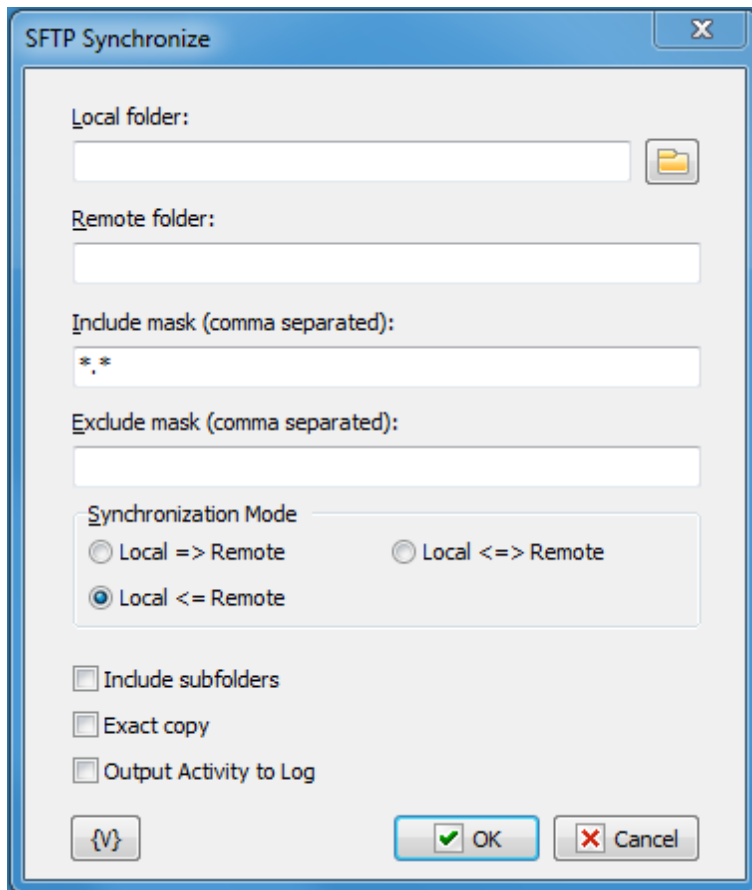 SFTP Synchronize
Local folder:
Remote folder:
Include mask (comma separated):
*.*
Exclude mask (comma separated):
Synchronization Mode
Local => Remote
Local <=> Remote
Local <= Remote
Include subfolders
Exact copy
Output Activity to Log
{V}
OK
Cancel